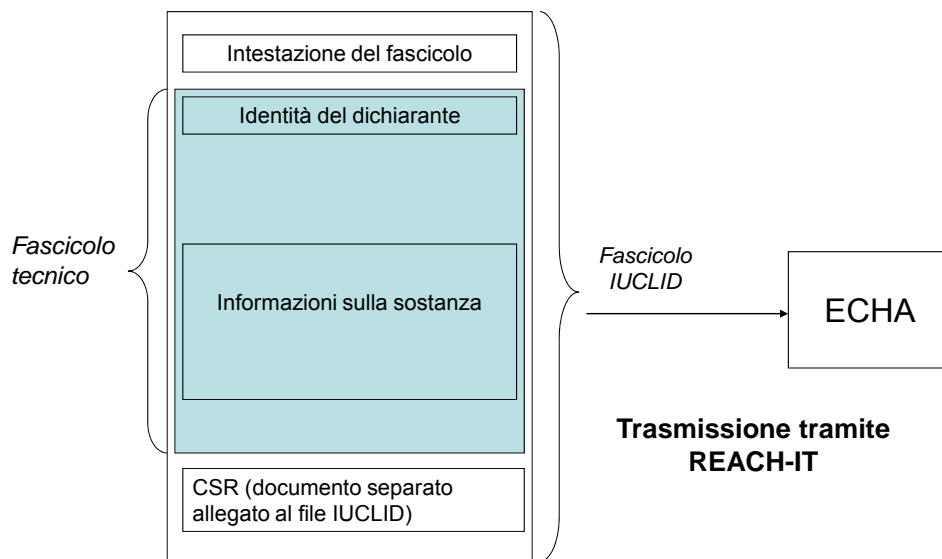 Intestazione del fascicolo
Identità del dichiarante
Fascicolo
tecnico
Informazioni sulla sostanza
CSR (documento separato
allegato al file IUCLID)
Fascicolo
IUCLID
ECHA
Trasmissione tramite
REACH-IT